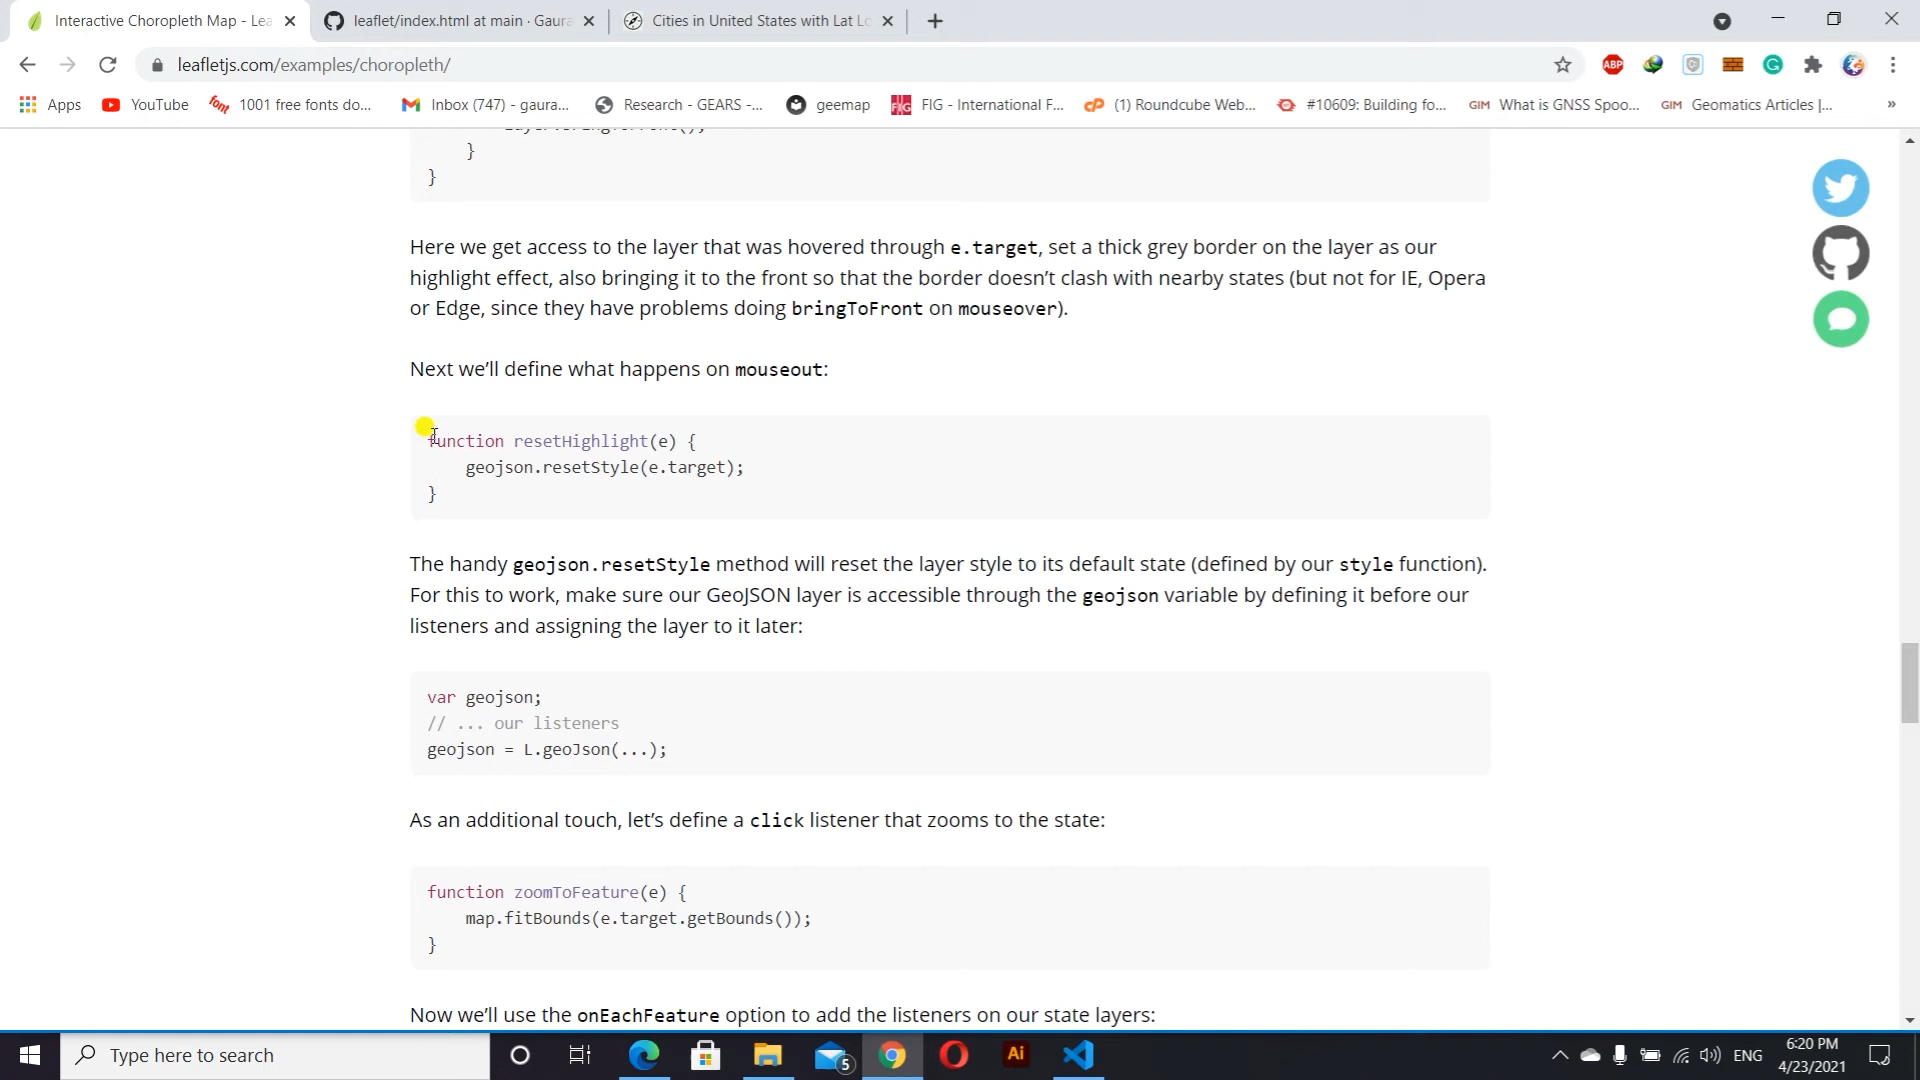 Interactive Choropleth Map - Lea
leaflet/index.html at main · Gaura
Cities in United States with Lat Lo
leafletjs.com/examples/choropleth/
ABP
G
Apps
YouTube
font
1001 free fonts do...
Inbox (747) - gaura...
Research - GEARS -...
geemap
FIG
FIG - International F...
(1) Roundcube Web...
#10609: Building fo...
GIM
What is GNSS Spoo...
GIM
Geomatics Articles |...
»
}
}
Here we get access to the layer that was hovered through e.target, set a thick grey border on the layer as our
highlight effect, also bringing it to the front so that the border doesn’t clash with nearby states (but not for IE, Opera
or Edge, since they have problems doing bringToFront on mouseover).
Next we’ll define what happens on mouseout:
function resetHighlight(e) {
geojson.resetStyle(e.target);
}
The handy geojson.resetStyle method will reset the layer style to its default state (defined by our style function).
For this to work, make sure our GeoJSON layer is accessible through the geojson variable by defining it before our
listeners and assigning the layer to it later:
var geojson;
// ... our listeners
geojson = L.geoJson(...);
As an additional touch, let’s define a click listener that zooms to the state:
function zoomToFeature(e) {
map.fitBounds(e.target.getBounds());
}
Now we’ll use the onEachFeature option to add the listeners on our state layers:
Type here to search
5
Ai
ENG
6:20 PM
4/23/2021